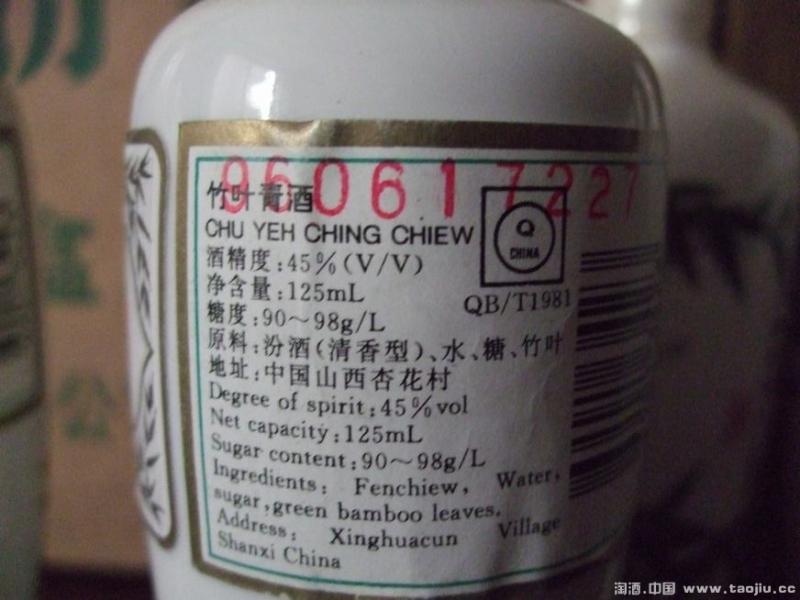 960617227
竹叶青酒
CHU YEH CHING CHIEW
Q
CHINA
酒精度:45%(V/V)
净含量:125mL
QB/T1981
糖度:90~98g/L
原料:汾酒(清香型)、水、糖、竹叶
地址:中国山西杏花村
Degree of spirit:45%vol
Net capacity:125mL
Sugar content:90~98g/L
Ingredients: Fenchiew, Water,
sugar,green bamboo leaves.
Address: Xinghuacun Village
Shanxi China
公
淘酒.中国 www.taojiu.cc